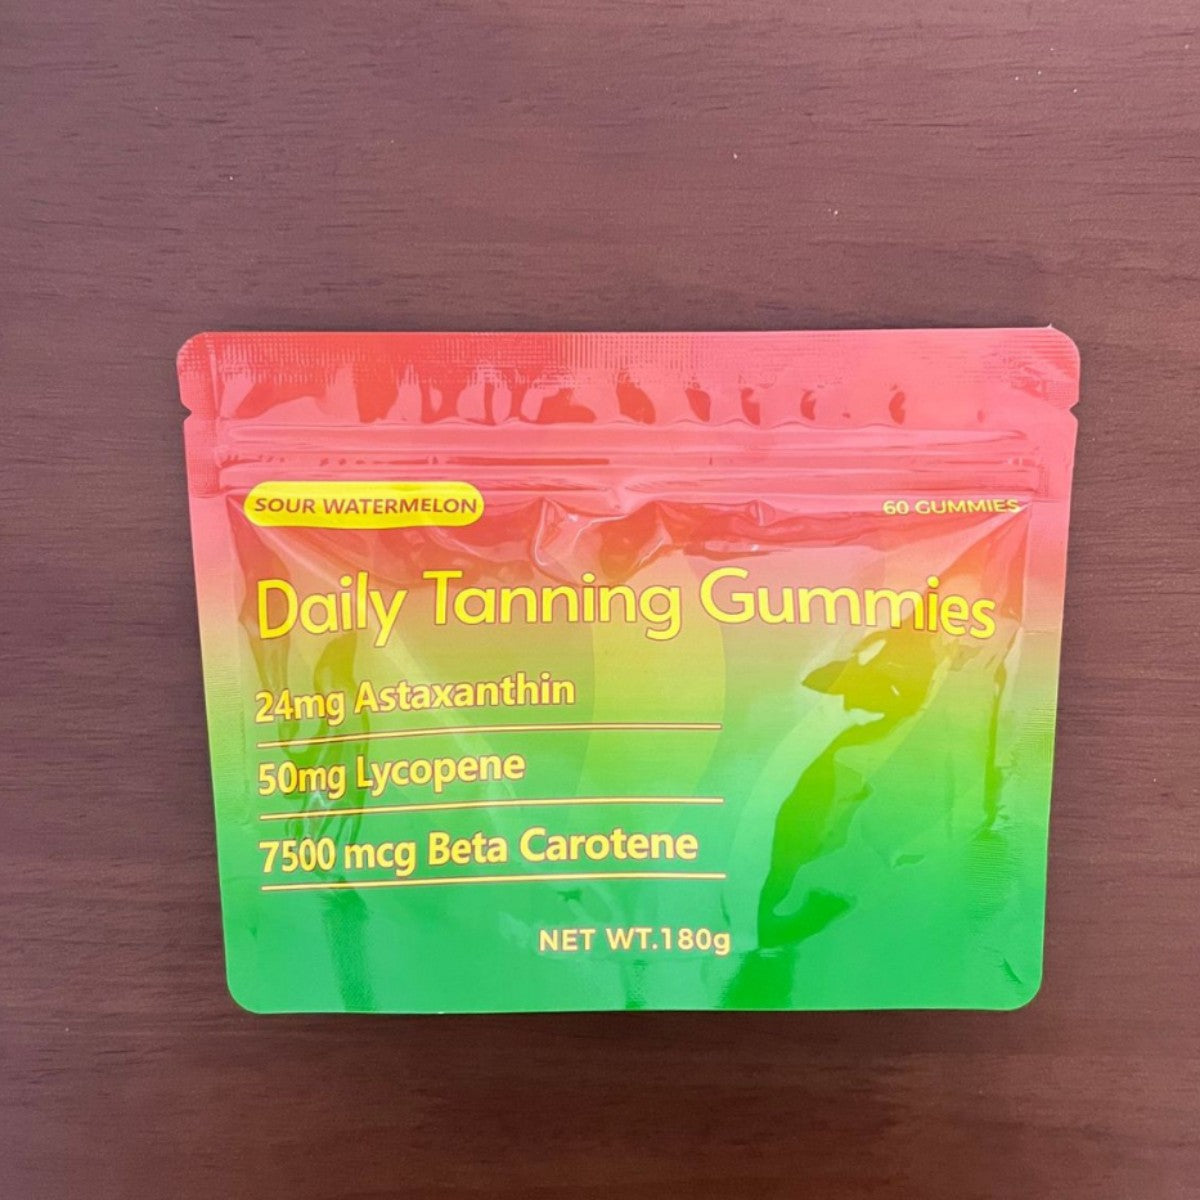 SOUR WATERMELON
60 GUMMIES
Daily Tanning Gummies
24mg Astaxanthin
50mg Lycopene
7500 mcg Beta Carotene
NET WT.180g